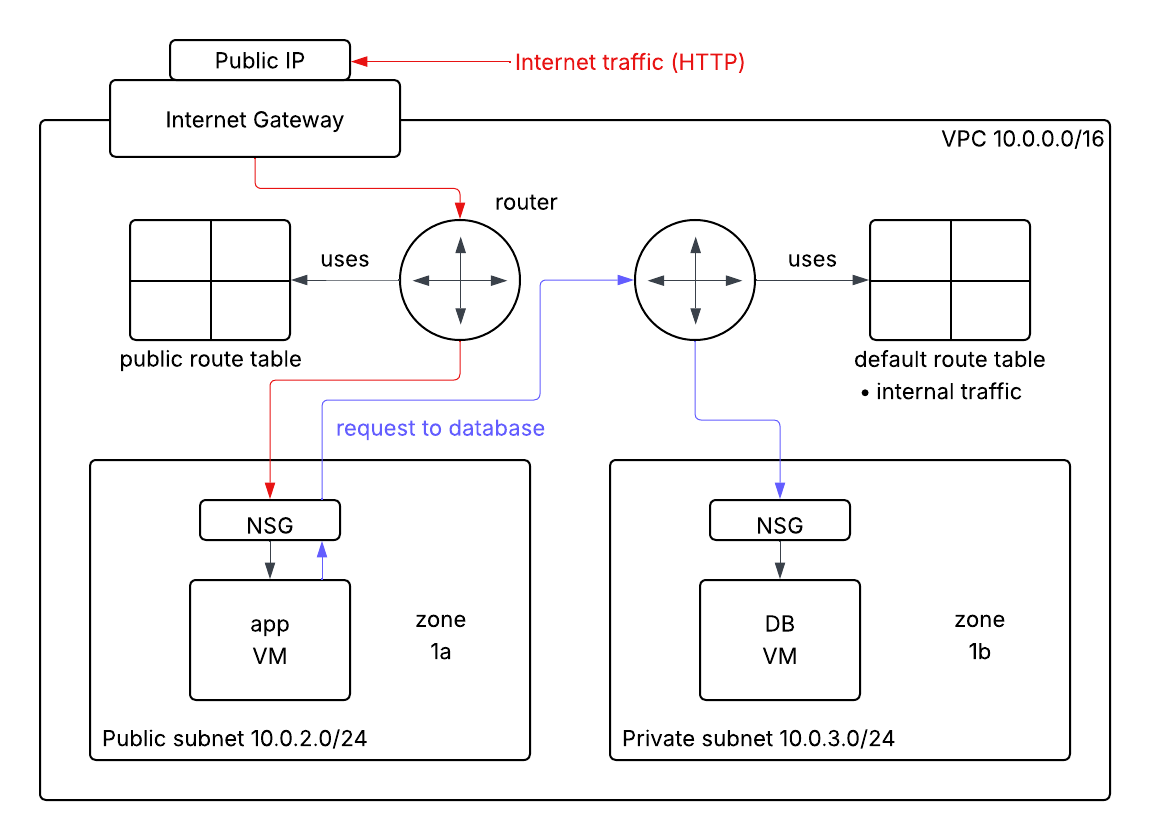 Public IP
Internet traffic (HTTP)
Internet Gateway
VPC 10.0.0.0/16
router
uses
uses
public route table
default route table
• internal traffic
request to database
NSG
NSG
app
VM
zone
1a
DB
VM
zone
1b
Public subnet 10.0.2.0/24
Private subnet 10.0.3.0/24